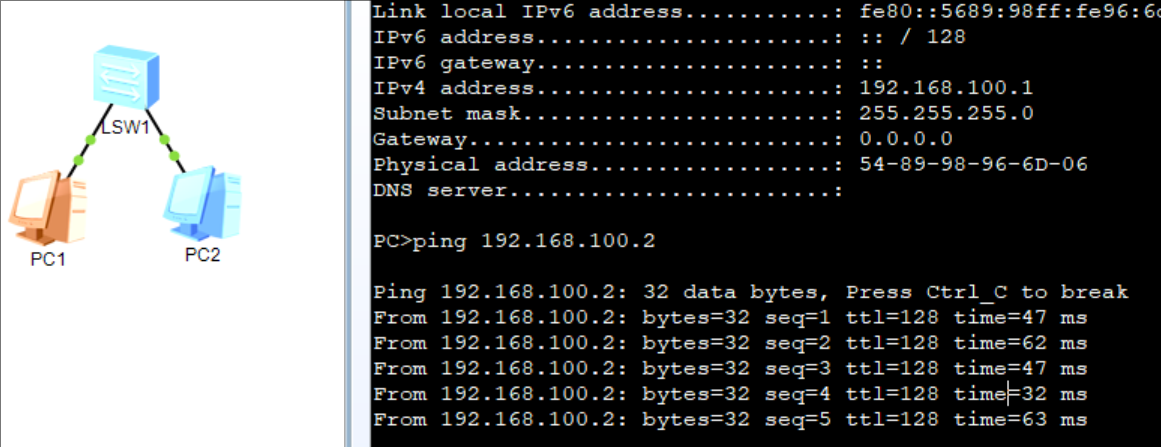 LSW1
PC1
PC2
Link local IPv6 address...........: fe80::5689:98ff:fe96:6
IPv6 address......................: :: / 128
IPv6 gateway......................: ::
IPv4 address......................: 192.168.100.1
Subnet mask.......................: 255.255.255.0
Gateway...........................: 0.0.0.0
Physical address..................: 54-89-98-96-6D-06
DNS server........................:
PC>ping 192.168.100.2
Ping 192.168.100.2: 32 data bytes, Press Ctrl_C to break
From 192.168.100.2: bytes=32 seq=1 ttl=128 time=47 ms
From 192.168.100.2: bytes=32 seq=2 ttl=128 time=62 ms
From 192.168.100.2: bytes=32 seq=3 ttl=128 time=47 ms
From 192.168.100.2: bytes=32 seq=4 ttl=128 time=32 ms
From 192.168.100.2: bytes=32 seq=5 ttl=128 time=63 ms